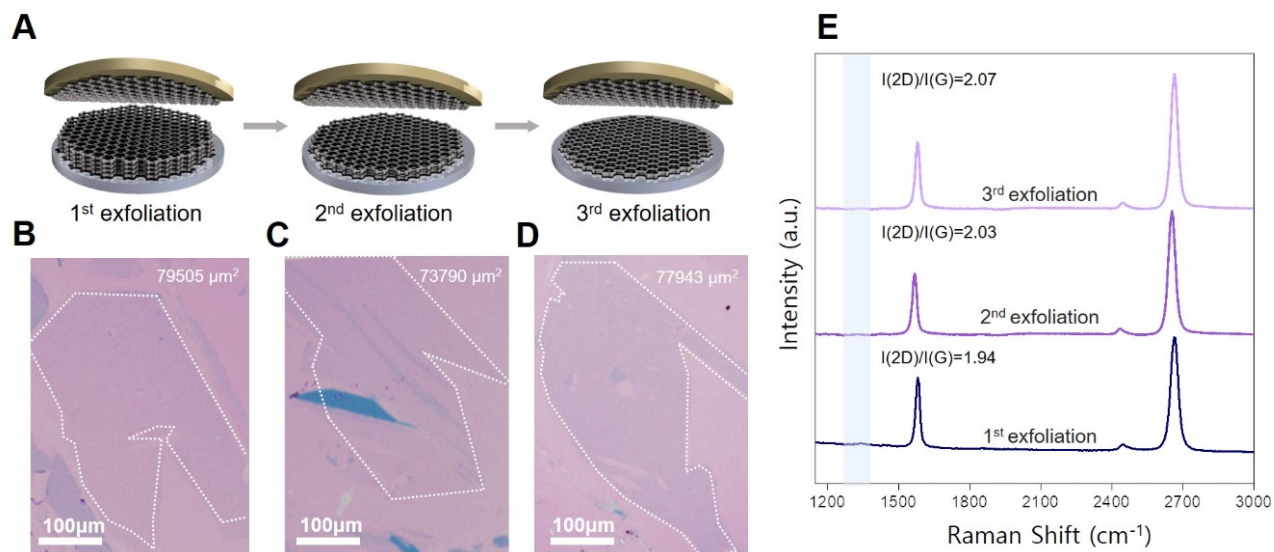 A
1st exfoliation
2nd exfoliation
3rd exfoliation
B
79505 μm²
100μm
C
73790 μm²
100μm
D
77943 μm²
100μm
E
I(2D)/I(G)=2.07
3rd exfoliation
I(2D)/I(G)=2.03
2nd exfoliation
I(2D)/I(G)=1.94
1st exfoliation
Intensity (a.u.)
1200 1500 1800 2100 2400 2700 3000
Raman Shift (cm⁻¹)